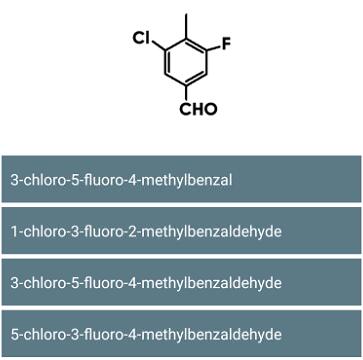 Cl
F
CHO
3-chloro-5-fluoro-4-methylbenzal
1-chloro-3-fluoro-2-methylbenzaldehyde
3-chloro-5-fluoro-4-methylbenzaldehyde
5-chloro-3-fluoro-4-methylbenzaldehyde